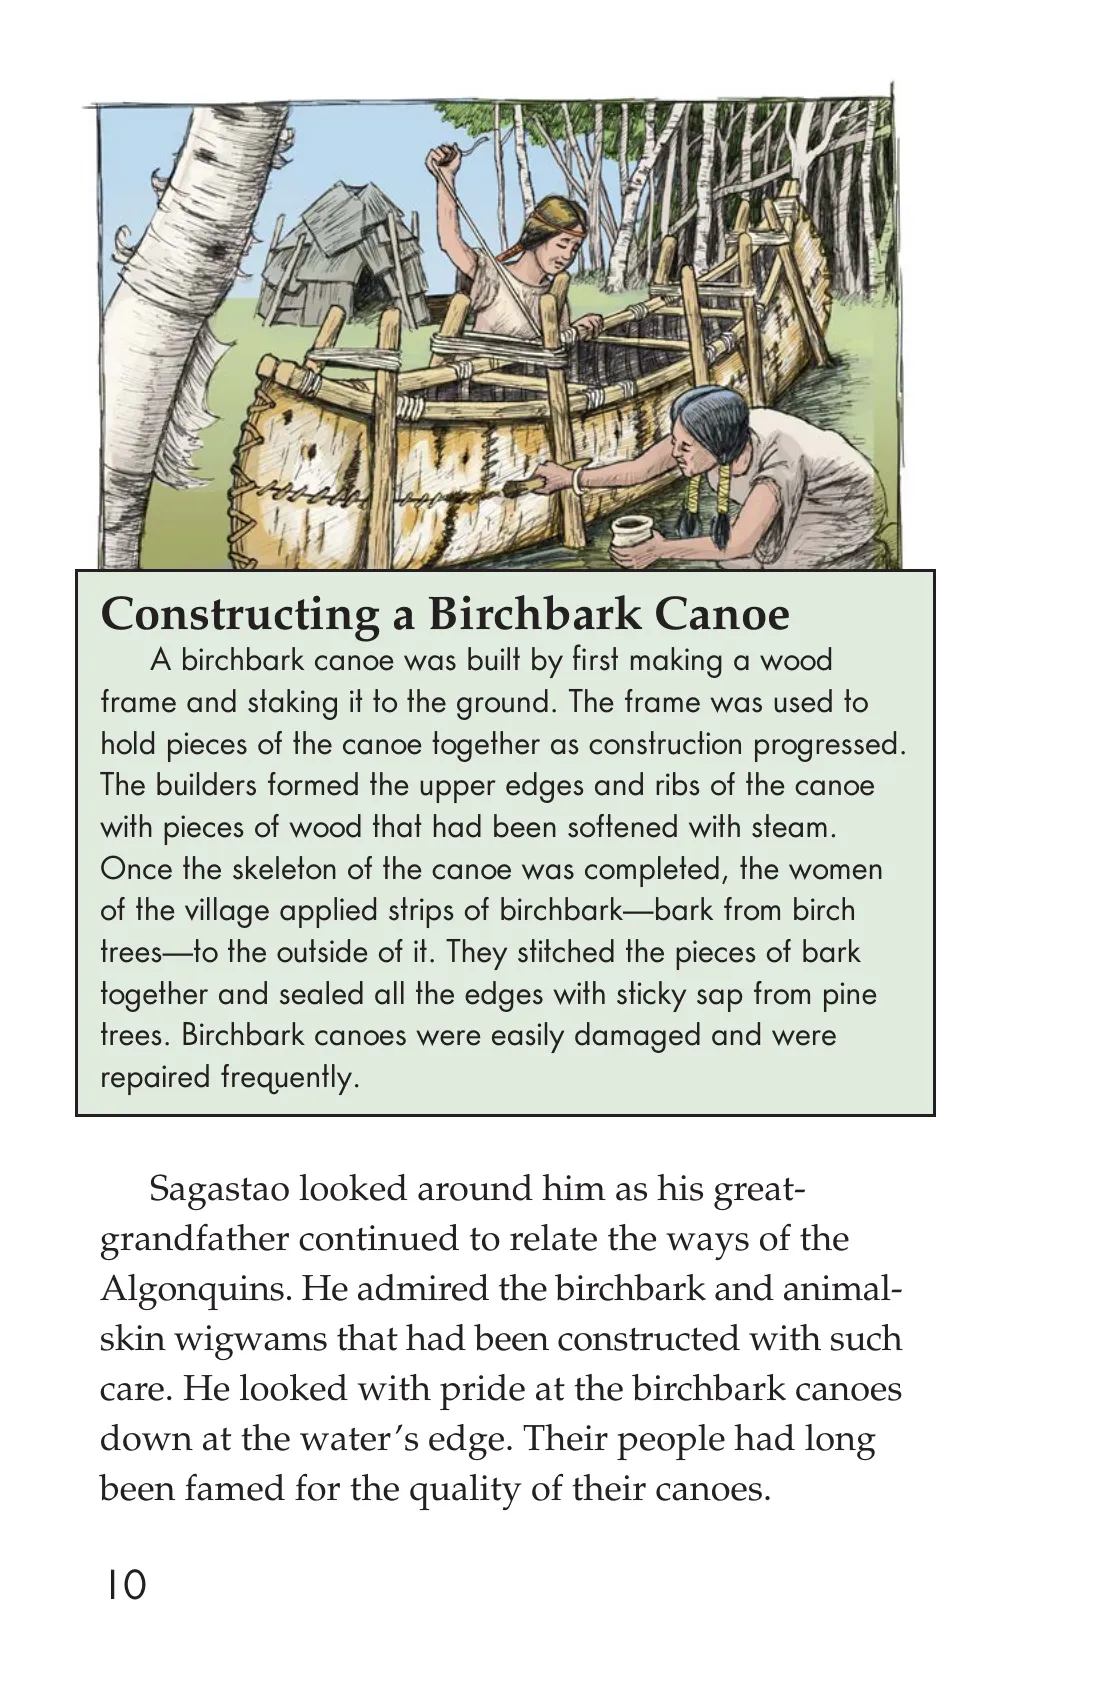 Constructing a Birchbark Canoe
A birchbark canoe was built by first making a wood
frame and staking it to the ground. The frame was used to
hold pieces of the canoe together as construction progressed.
The builders formed the upper edges and ribs of the canoe
with pieces of wood that had been softened with steam.
Once the skeleton of the canoe was completed, the women
of the village applied strips of birchbark—bark from birch
trees—to the outside of it. They stitched the pieces of bark
together and sealed all the edges with sticky sap from pine
trees. Birchbark canoes were easily damaged and were
repaired frequently.
Sagastao looked around him as his great-
grandfather continued to relate the ways of the
Algonquins. He admired the birchbark and animal-
skin wigwams that had been constructed with such
care. He looked with pride at the birchbark canoes
down at the water’s edge. Their people had long
been famed for the quality of their canoes.
10